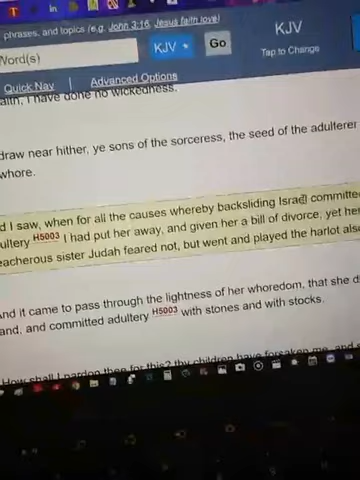 phrases, and topics (e.g. John 3:16, Jesus faith love)
Word(s)
KJV
Go
KJV
Tap to Change
Quick Nav | Advanced Options
aith, I have done no wickedness.
draw near hither, ye sons of the sorceress, the seed of the adulterer
whore.
d I saw, when for all the causes whereby backsliding Israel committe
ultery H5003 I had put her away, and given her a bill of divorce, yet her
eacherous sister Judah feared not, but went and played the harlot also
And it came to pass through the lightness of her whoredom, that she d
and, and committed adultery H5003 with stones and with stocks.
How shall I pardon thee for this? thy children have forsaken me, and s